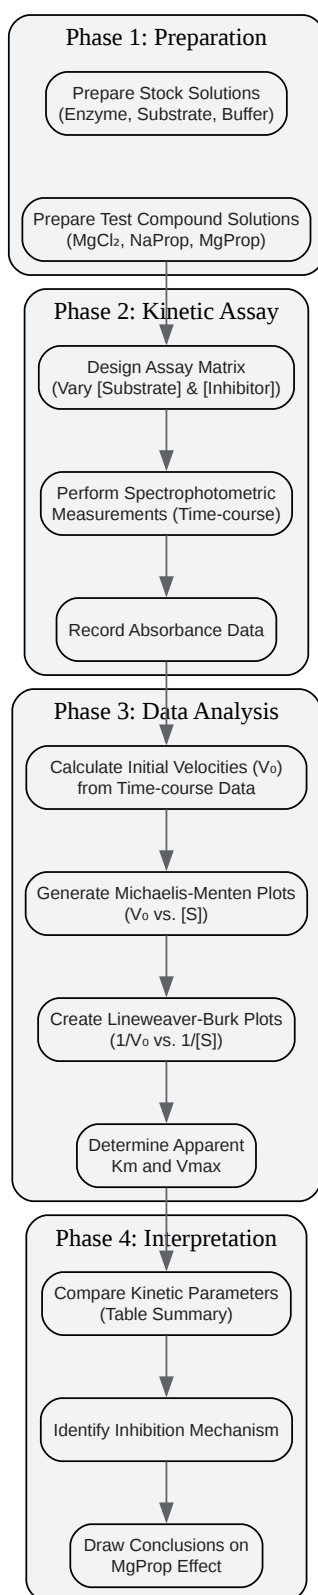 Phase 1: Preparation
Prepare Stock Solutions
(Enzyme, Substrate, Buffer)
Prepare Test Compound Solutions
(MgCl₂, NaProp, MgProp)
Phase 2: Kinetic Assay
Design Assay Matrix
(Vary [Substrate] & [Inhibitor])
Perform Spectrophotometric
Measurements (Time-course)
Record Absorbance Data
Phase 3: Data Analysis
Calculate Initial Velocities (V₀)
from Time-course Data
Generate Michaelis-Menten Plots
(V₀ vs. [S])
Create Lineweaver-Burk Plots
(1/V₀ vs. 1/[S])
Determine Apparent
Km and Vmax
Phase 4: Interpretation
Compare Kinetic Parameters
(Table Summary)
Identify Inhibition Mechanism
Draw Conclusions on
MgProp Effect